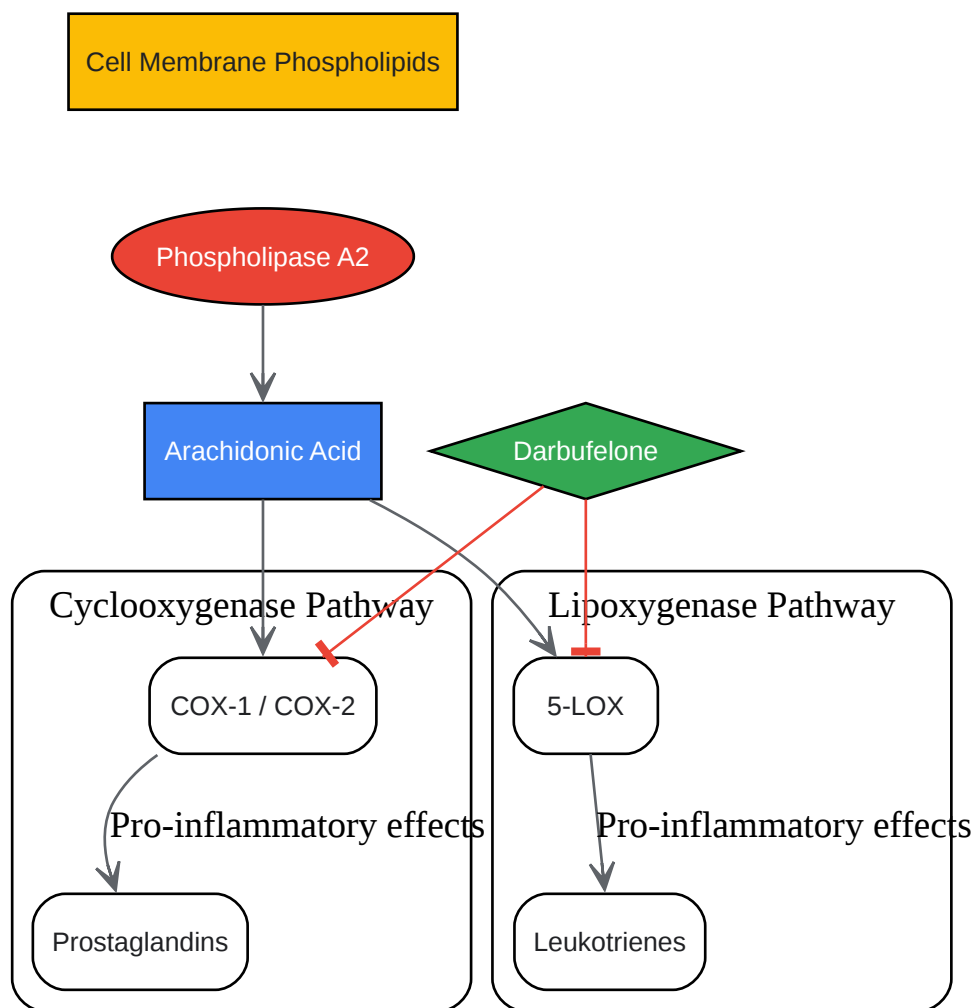 Cell Membrane Phospholipids
Phospholipase A2
Arachidonic Acid
Darbufelone
Cyclooxygenase Pathway
Lipoxygenase Pathway
COX-1 / COX-2
5-LOX
Pro-inflammatory effects
Pro-inflammatory effects
Prostaglandins
Leukotrienes